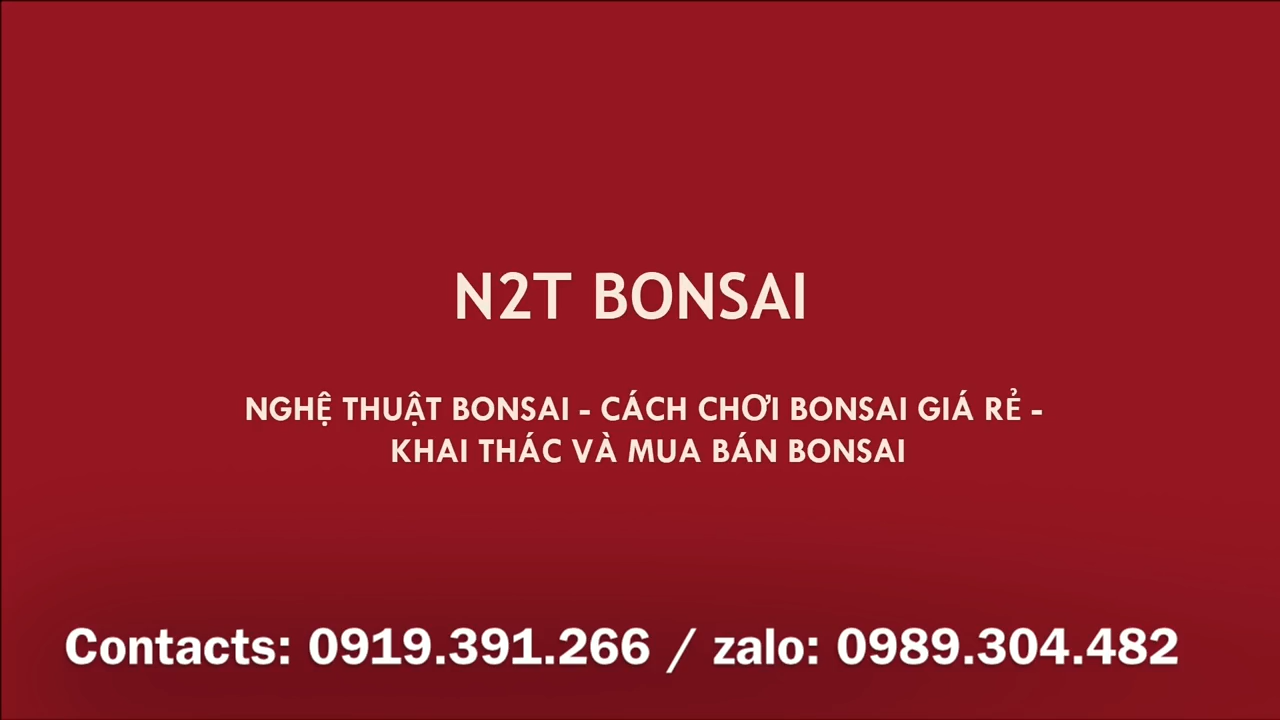 N2T BONSAI
NGHỆ THUẬT BONSAI - CÁCH CHƠI BONSAI GIÁ RẺ -
KHAI THÁC VÀ MUA BÁN BONSAI
Contacts: 0919.391.266 / zalo: 0989.304.482